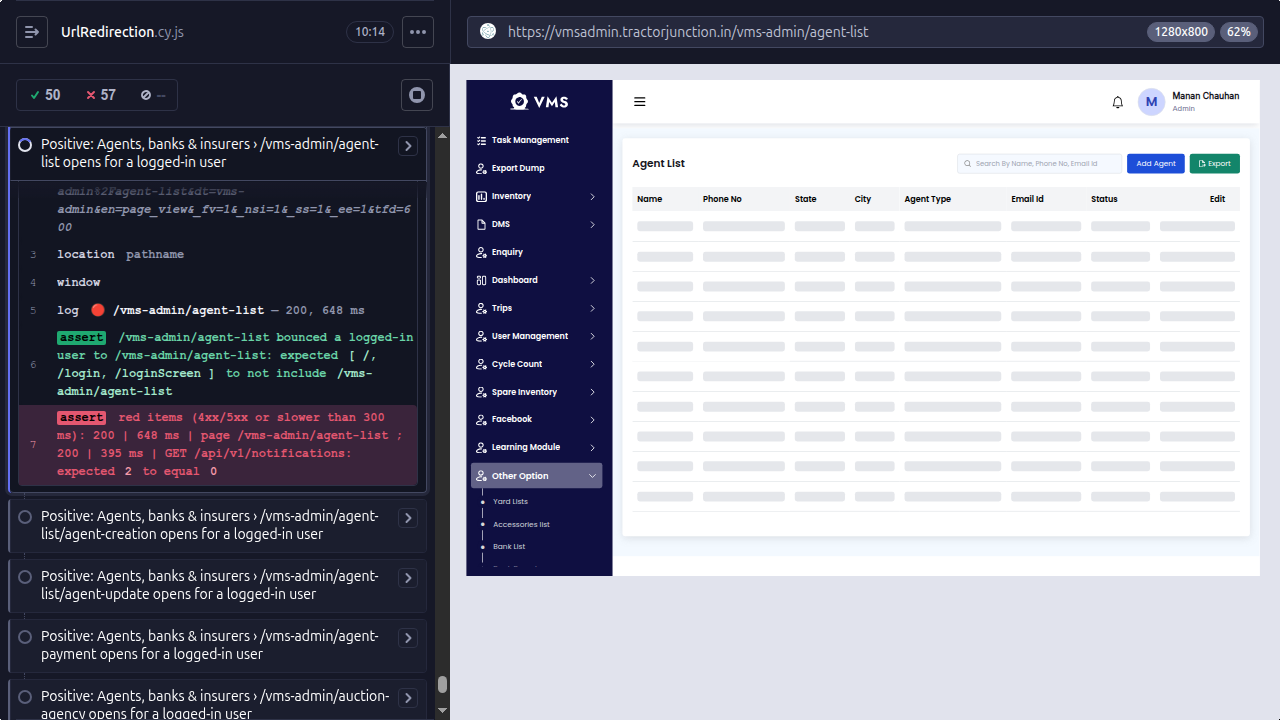 UrlRedirection.cy.js
10:14
50
57
--
Positive: Agents, banks & insurers › /vms-admin/agent-
list opens for a logged-in user
admin%2Fagent-list&dt=vms-
admin&en=page_view&_fv=1&_nsi=1&_ss=1&_ee=1&tfd=6
00
3 location pathname
4 window
5 log 🔴 /vms-admin/agent-list — 200, 648 ms
assert /vms-admin/agent-list bounced a logged-in
user to /vms-admin/agent-list: expected [ /,
6 /login, /loginScreen ] to not include /vms-
admin/agent-list
assert red items (4xx/5xx or slower than 300
ms): 200 | 648 ms | page /vms-admin/agent-list ;
7 200 | 395 ms | GET /api/v1/notifications:
expected 2 to equal 0
Positive: Agents, banks & insurers › /vms-admin/agent-
list/agent-creation opens for a logged-in user
Positive: Agents, banks & insurers › /vms-admin/agent-
list/agent-update opens for a logged-in user
Positive: Agents, banks & insurers › /vms-admin/agent-
payment opens for a logged-in user
Positive: Agents, banks & insurers › /vms-admin/auction-
agency opens for a logged-in user
https://vmsadmin.tractorjunction.in/vms-admin/agent-list
1280x800
62%
VMS
Task Management
Export Dump
Inventory
DMS
Enquiry
Dashboard
Trips
User Management
Cycle Count
Spare Inventory
Facebook
Learning Module
Other Option
Yard Lists
Accessories list
Bank List
M
Manan Chauhan
Admin
Agent List
Search By Name, Phone No, Email Id
Add Agent
Export
Name Phone No State City Agent Type Email Id Status Edit